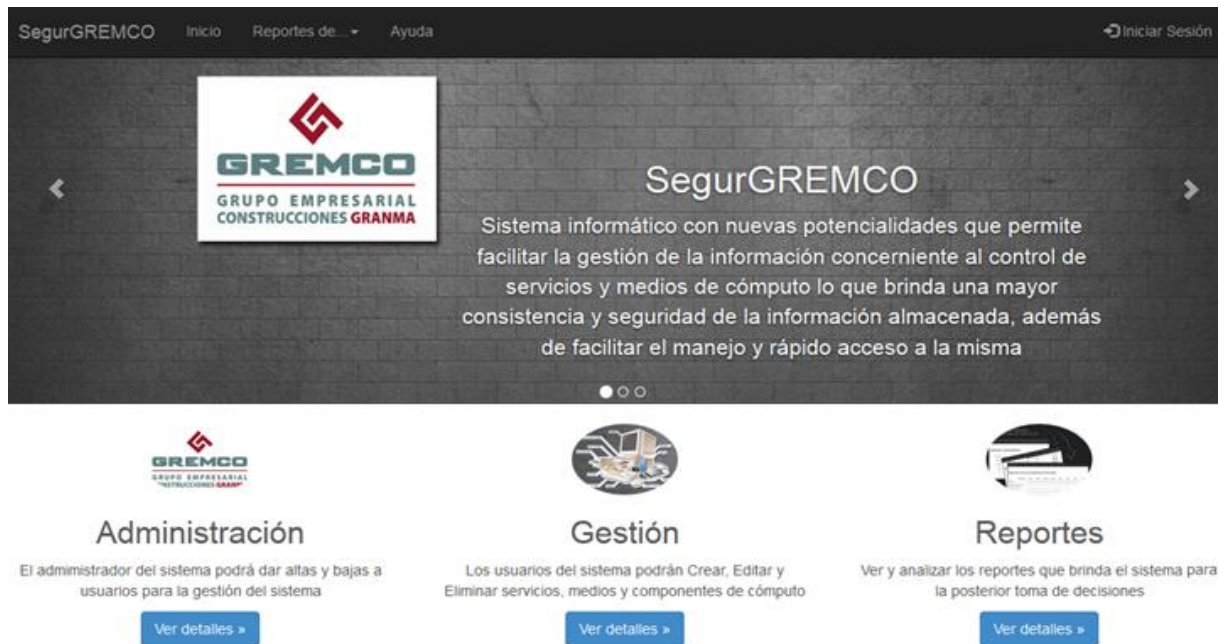 SegurGREMCO Inicio Reportes de... Ayuda Iniciar Sesión
GREMCO
GRUPO EMPRESARIAL
CONSTRUCCIONES GRANMA
SegurGREMCO
Sistema informático con nuevas potencialidades que permite
facilitar la gestión de la información concerniente al control de
servicios y medios de cómputo lo que brinda una mayor
consistencia y seguridad de la información almacenada, además
de facilitar el manejo y rápido acceso a la misma
GREMCO
GRUPO EMPRESARIAL
CONSTRUCCIONES GRANMA
Administración
El admimistrador del sistema podrá dar altas y bajas a
usuarios para la gestión del sistema
Ver detalles »
Gestión
Los usuarios del sistema podrán Crear, Editar y
Eliminar servicios, medios y componentes de cómputo
Ver detalles »
Reportes
Ver y analizar los reportes que brinda el sistema para
la posterior toma de decisiones
Ver detalles »